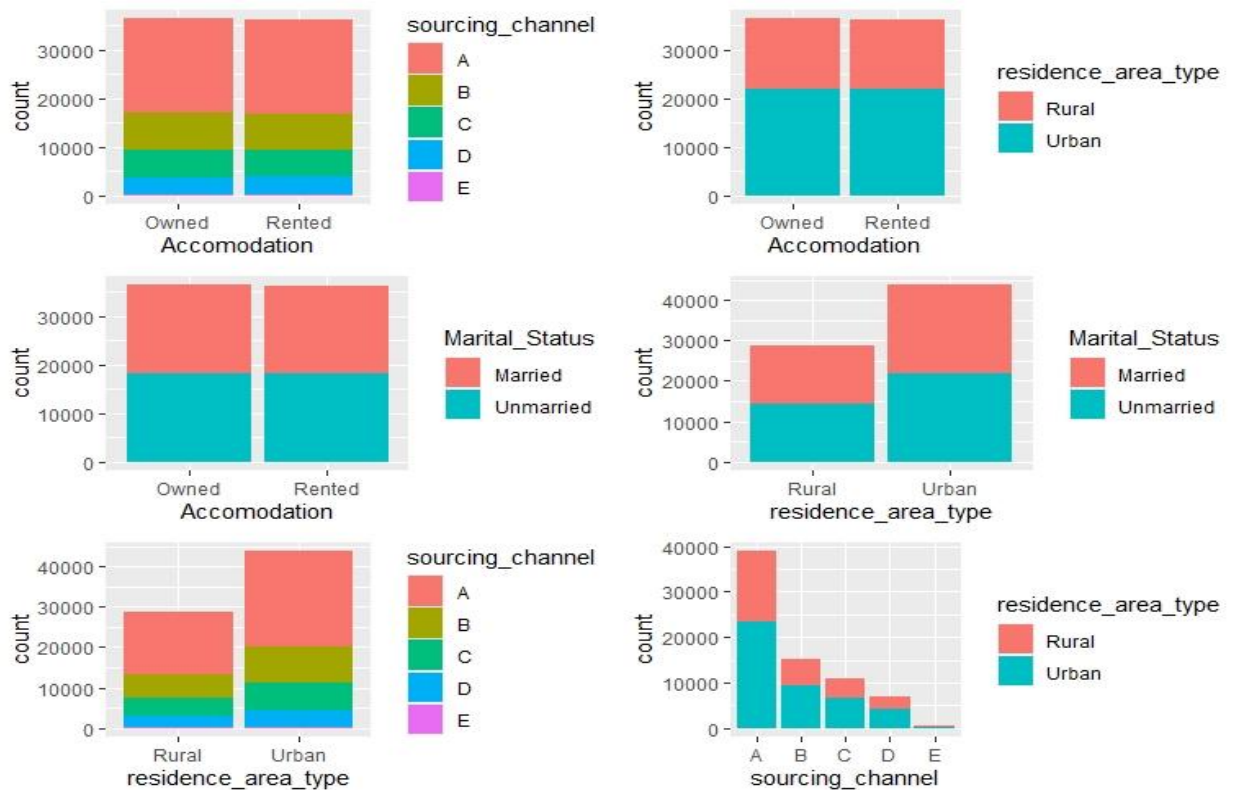 sourcing_channel
A
B
C
D
E
30000
20000
10000
0
count
Owned Rented
Accomodation
residence_area_type
Rural
Urban
30000
20000
10000
0
count
Owned Rented
Accomodation
Marital_Status
Married
Unmarried
30000
20000
10000
0
count
Owned Rented
Accomodation
Marital_Status
Married
Unmarried
40000
30000
20000
10000
0
count
Rural Urban
residence_area_type
sourcing_channel
A
B
C
D
E
40000
30000
20000
10000
0
count
Rural Urban
residence_area_type
residence_area_type
Rural
Urban
40000
30000
20000
10000
0
count
A B C D E
sourcing_channel